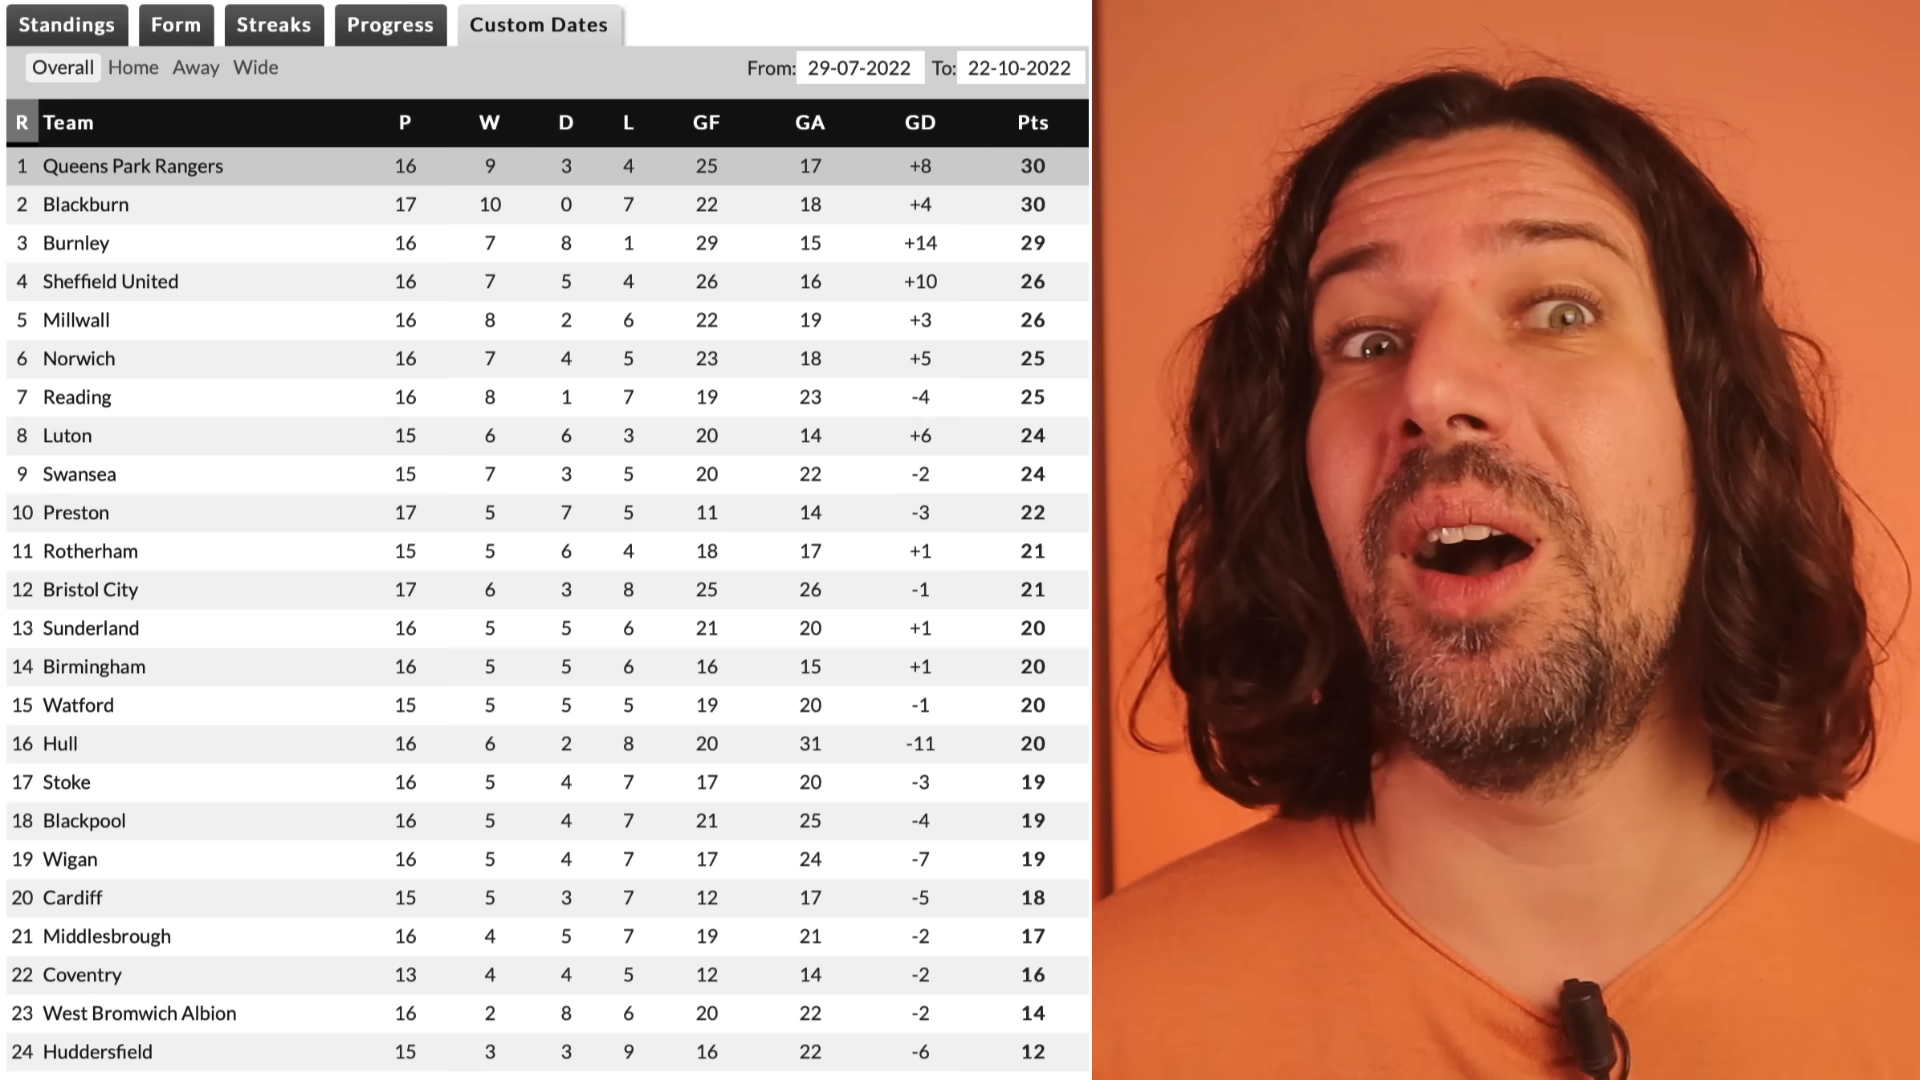 Standings Form Streaks Progress Custom Dates
Overall Home Away Wide From: 29-07-2022 To: 22-10-2022
R Team P W D L GF GA GD Pts
1 Queens Park Rangers 16 9 3 4 25 17 +8 30
2 Blackburn 17 10 0 7 22 18 +4 30
3 Burnley 16 7 8 1 29 15 +14 29
4 Sheffield United 16 7 5 4 26 16 +10 26
5 Millwall 16 8 2 6 22 19 +3 26
6 Norwich 16 7 4 5 23 18 +5 25
7 Reading 16 8 1 7 19 23 -4 25
8 Luton 15 6 6 3 20 14 +6 24
9 Swansea 15 7 3 5 20 22 -2 24
10 Preston 17 5 7 5 11 14 -3 22
11 Rotherham 15 5 6 4 18 17 +1 21
12 Bristol City 17 6 3 8 25 26 -1 21
13 Sunderland 16 5 5 6 21 20 +1 20
14 Birmingham 16 5 5 6 16 15 +1 20
15 Watford 15 5 5 5 19 20 -1 20
16 Hull 16 6 2 8 20 31 -11 20
17 Stoke 16 5 4 7 17 20 -3 19
18 Blackpool 16 5 4 7 21 25 -4 19
19 Wigan 16 5 4 7 17 24 -7 19
20 Cardiff 15 5 3 7 12 17 -5 18
21 Middlesbrough 16 4 5 7 19 21 -2 17
22 Coventry 13 4 4 5 12 14 -2 16
23 West Bromwich Albion 16 2 8 6 20 22 -2 14
24 Huddersfield 15 3 3 9 16 22 -6 12